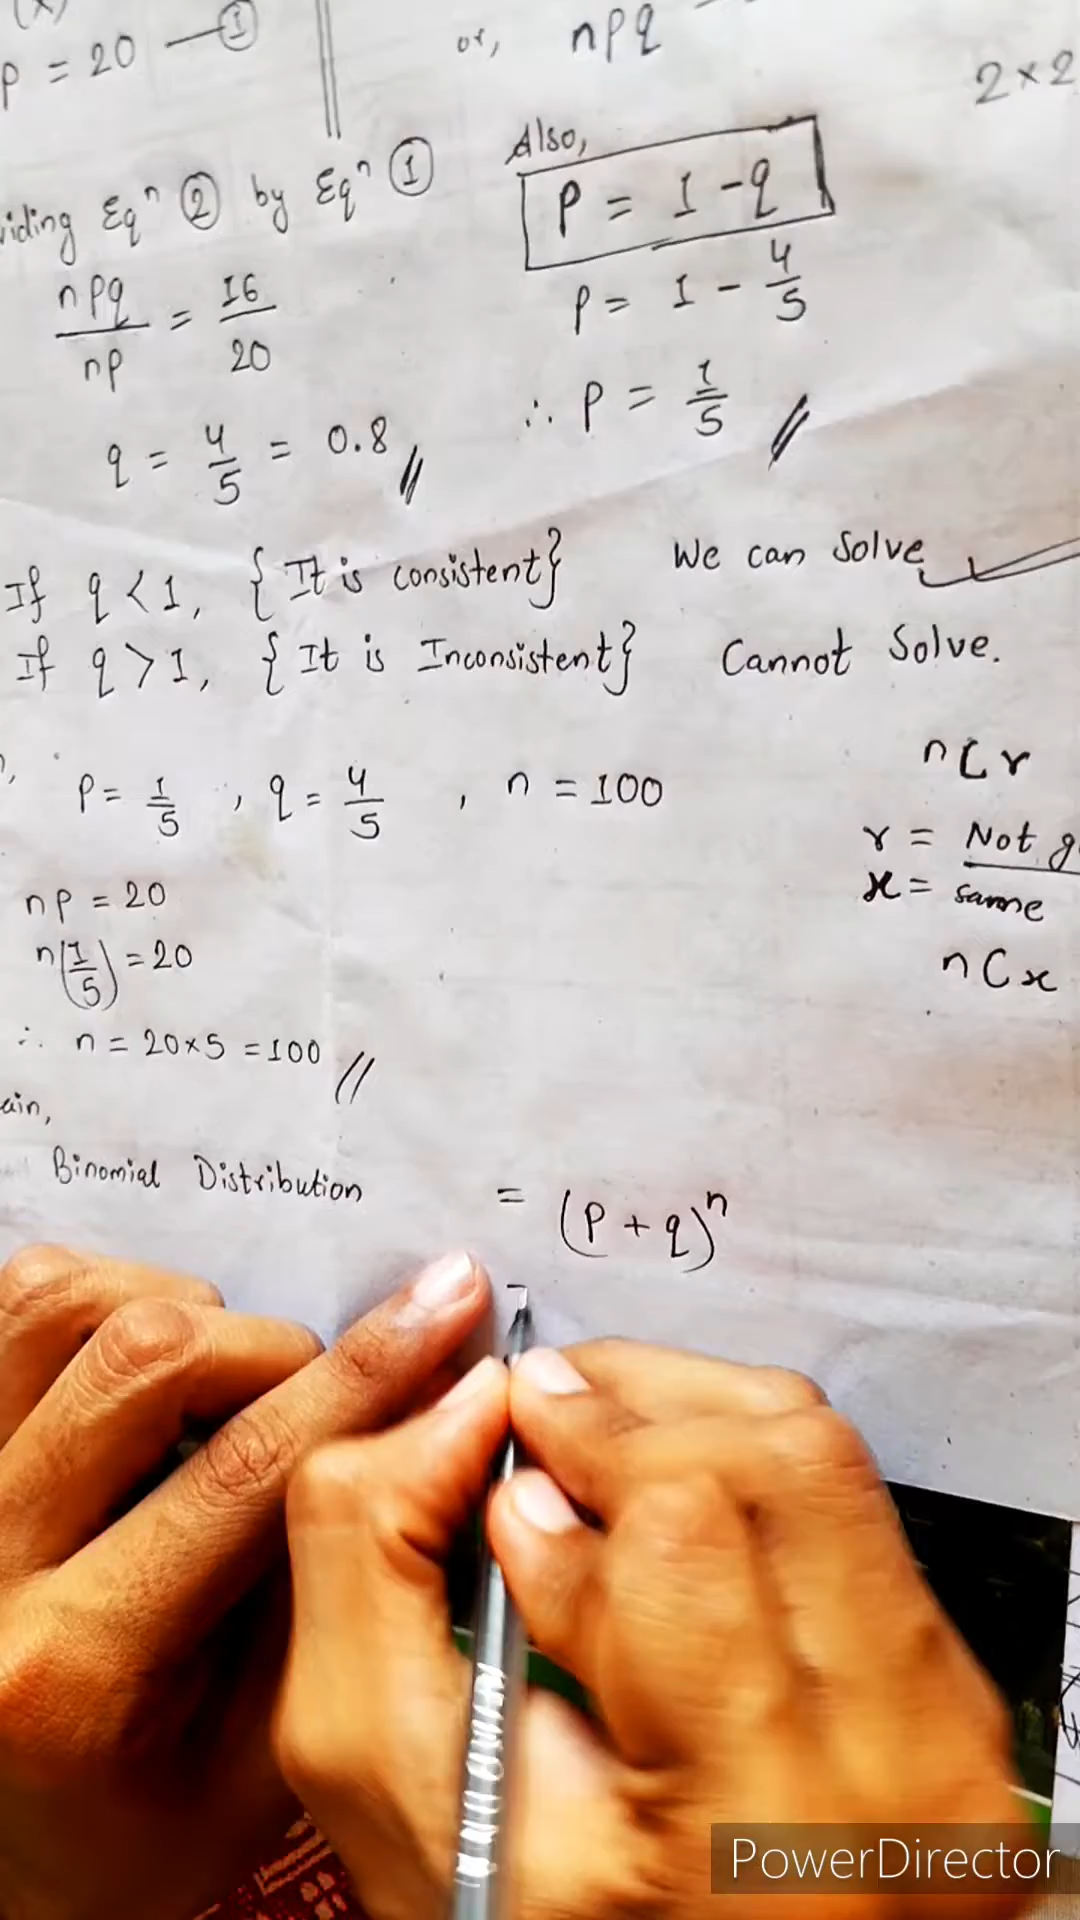 (x)
p = 20 — ①
or, npq
2×2
Also,
p = 1 - q
Eqⁿ ② by Eqⁿ ①
npq/np = 16/20
p = 1 - 4/5
q = 4/5 = 0.8 //
∴ p = 1/5 //
If q < 1, {It is consistent} We can Solve
If q > 1, {It is Inconsistent} Cannot Solve.
nCr
p = 1/5 , q = 4/5 , n = 100
r = Not
x = same
np = 20
n(1/5) = 20
nCx
∴ n = 20×5 = 100 //
Binomial Distribution = (p + q)ⁿ
PowerDirector